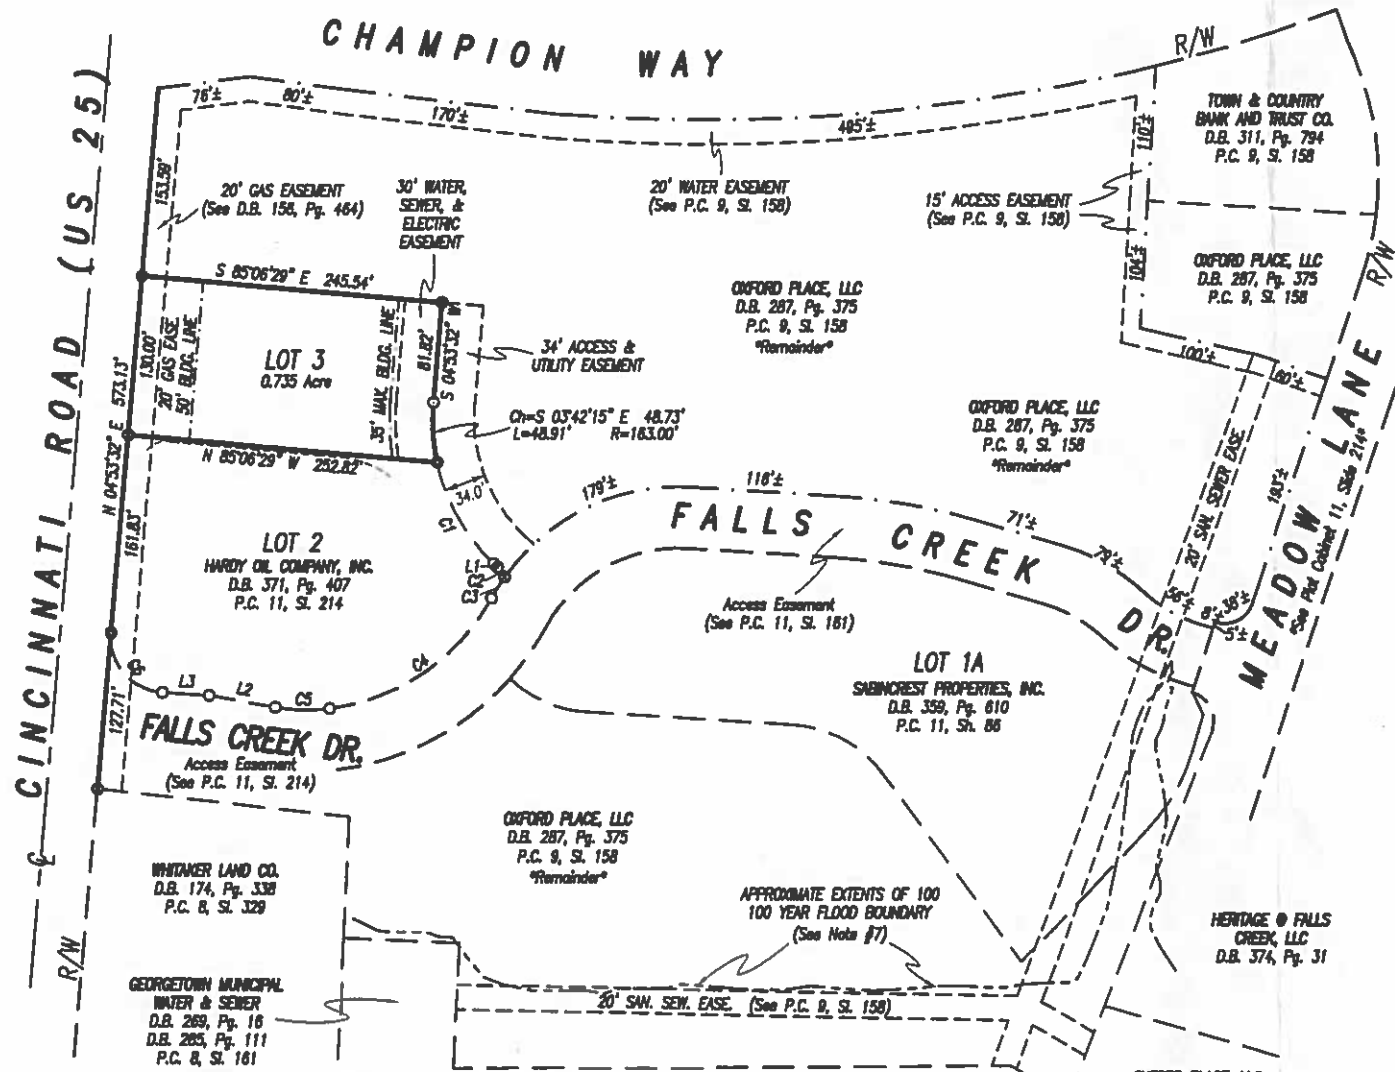 CHAMPION WAY
R/W
CINCINNATI ROAD (US 25)
76'±
80'±
170'±
495'±
110'±
TOWN & COUNTRY
BANK AND TRUST CO.
D.B. 311, Pg. 794
P.C. 9, Sl. 158
153.59'
20' GAS EASEMENT
(See D.B. 158, Pg. 464)
30' WATER,
SEWER, &
ELECTRIC
EASEMENT
20' WATER EASEMENT
(See P.C. 9, Sl. 158)
15' ACCESS EASEMENT
(See P.C. 9, Sl. 158)
104'±
OXFORD PLACE, LLC
D.B. 287, Pg. 375
P.C. 9, Sl. 158
R/W
S 85°06'29" E 245.54'
OXFORD PLACE, LLC
D.B. 287, Pg. 375
P.C. 9, Sl. 158
"Remainder"
130.00'
20' GAS EASE.
50' BLDG. LINE
LOT 3
0.735 Acre
35' MAX. BLDG. LINE
81.82'
S 04°53'32" W
34' ACCESS &
UTILITY EASEMENT
100'±
60'±
573.13'
N 04°53'32" E
Ch=S 03°42'15" E 48.73'
L=48.91' R=163.00'
OXFORD PLACE, LLC
D.B. 287, Pg. 375
P.C. 9, Sl. 158
"Remainder"
N 85°06'29" W 252.82'
34.0'
179'±
118'±
71'±
79'±
20' SANI. SEWER EASE.
193'±
MEADOW LANE
"See Plat Cabinet 11, Slide 214"
FALLS CREEK DR.
161.83'
LOT 2
HARDY OIL COMPANY, INC.
D.B. 371, Pg. 407
P.C. 11, Sl. 214
C1
L1
C2
C3
Access Easement
(See P.C. 11, Sl. 161)
56'±
8'±
38'±
5'±
LOT 1A
SABINCREST PROPERTIES, INC.
D.B. 359, Pg. 610
P.C. 11, Sh. 86
L3
L2
C5
C4
127.71'
FALLS CREEK DR.
Access Easement
(See P.C. 11, Sl. 214)
OXFORD PLACE, LLC
D.B. 287, Pg. 375
P.C. 9, Sl. 158
"Remainder"
WHITAKER LAND CO.
D.B. 174, Pg. 338
P.C. 8, Sl. 329
APPROXIMATE EXTENTS OF 100
100 YEAR FLOOD BOUNDARY
(See Note #7)
HERITAGE @ FALLS
CREEK, LLC
D.B. 374, Pg. 31
R/W
GEORGETOWN MUNICIPAL
WATER & SEWER
D.B. 269, Pg. 16
D.B. 285, Pg. 111
P.C. 8, Sl. 161
20' SAN. SEW. EASE. (See P.C. 9, Sl. 158)